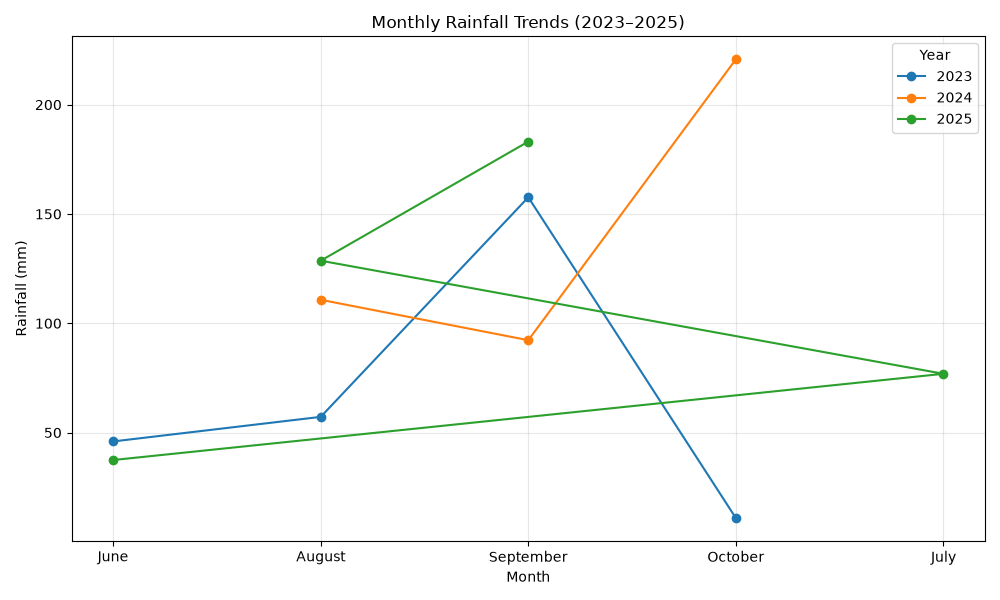 Monthly Rainfall Trends (2023–2025)
Year
2023
2024
2025
Rainfall (mm)
200
150
100
50
June August September October July
Month